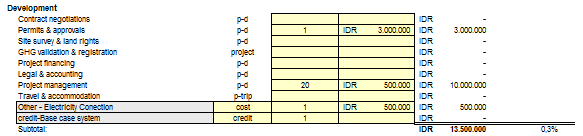 Development
Contract negotiations p-d IDR -
Permits & approvals p-d 1 IDR 3.000.000 IDR 3.000.000
Site survey & land rights p-d IDR -
GHG validation & registration project IDR -
Project financing p-d IDR -
Legal & accounting p-d IDR -
Project management p-d 20 IDR 500.000 IDR 10.000.000
Travel & accommodation p-trip IDR -
Other - Electricity Conection cost 1 IDR 500.000 IDR 500.000
credit-Base case system credit 1 IDR -
Subtotal: IDR 13.500.000 0,3%